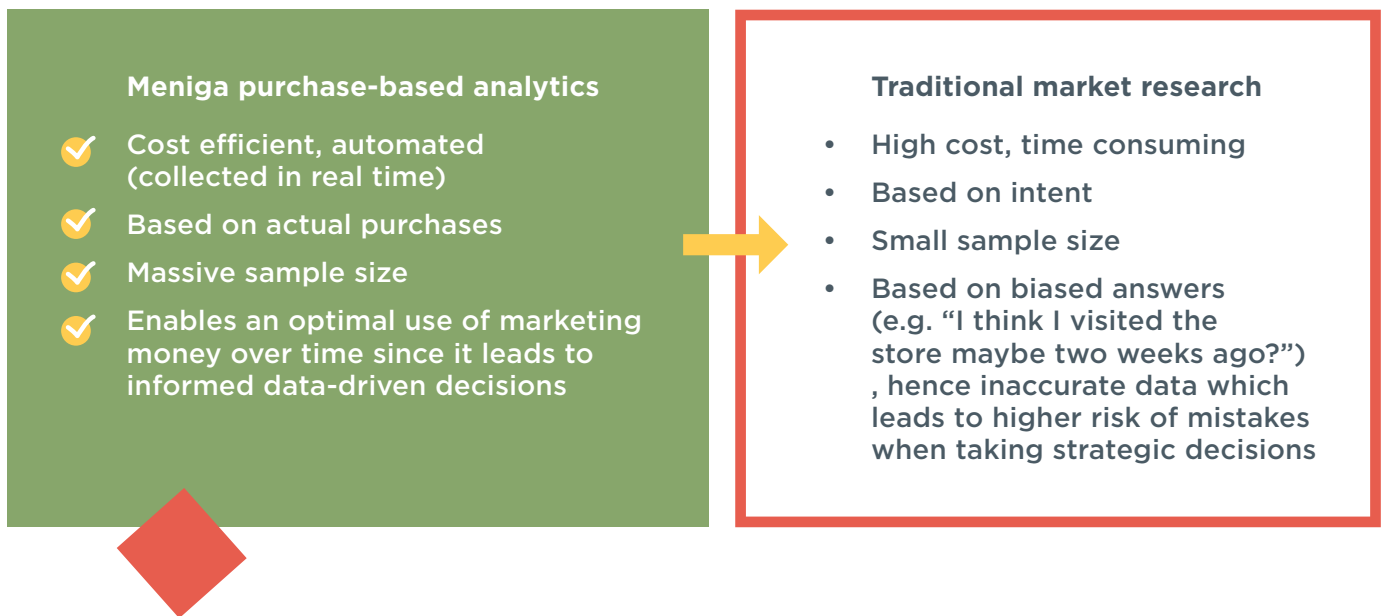 Meniga purchase-based analytics
Cost efficient, automated
(collected in real time)
Based on actual purchases
Massive sample size
Enables an optimal use of marketing
money over time since it leads to
informed data-driven decisions
Traditional market research
• High cost, time consuming
• Based on intent
• Small sample size
• Based on biased answers
(e.g. “I think I visited the
store maybe two weeks ago?”)
, hence inaccurate data which
leads to higher risk of mistakes
when taking strategic decisions